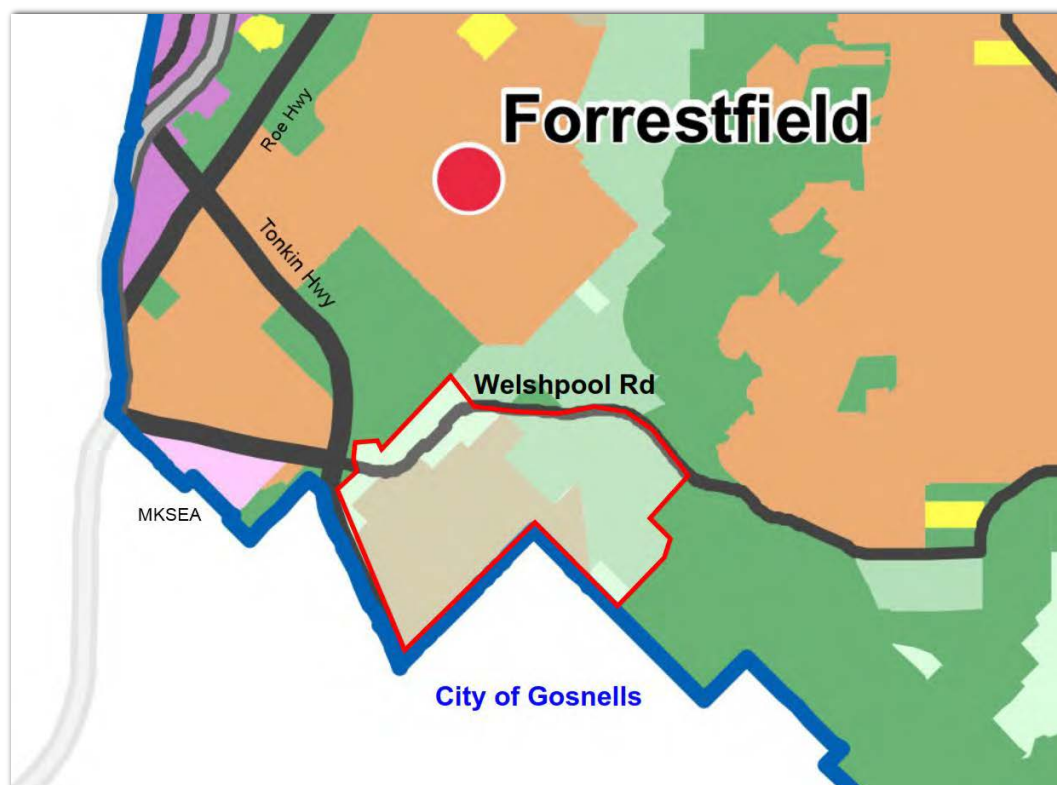 Roe Hwy
Forrestfield
Tonkin Hwy
Welshpool Rd
MKSEA
City of Gosnells